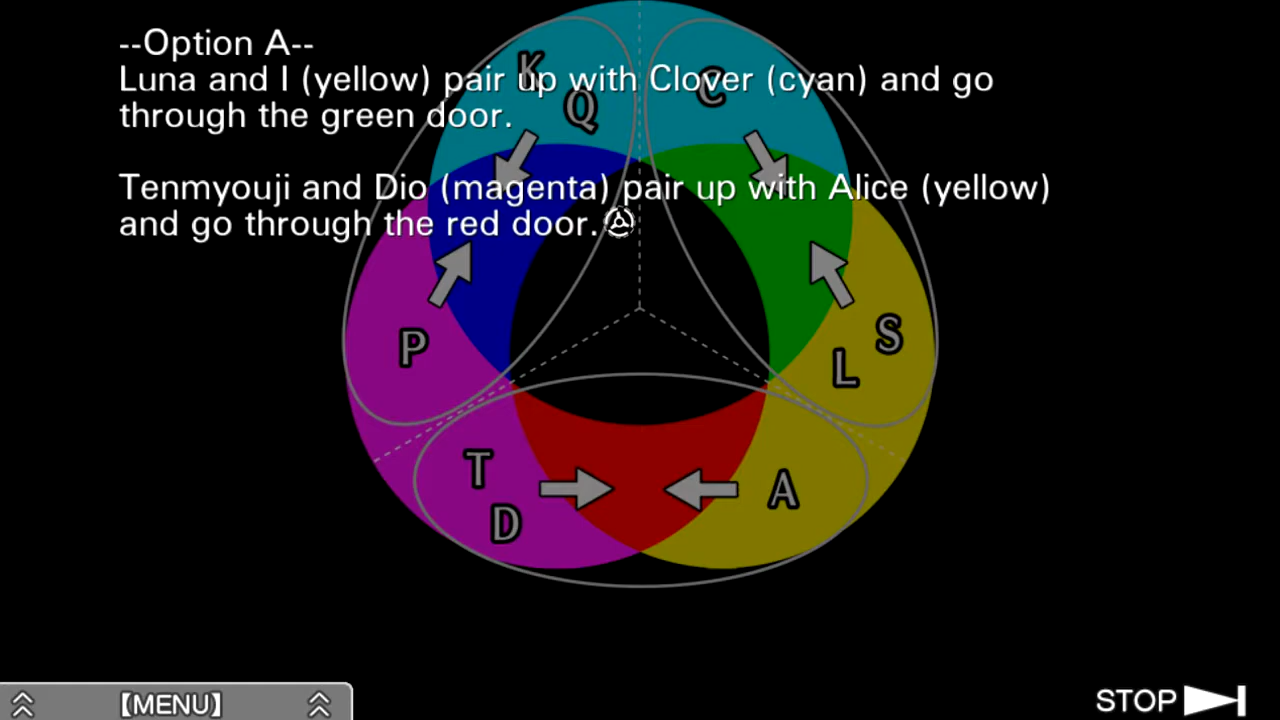 --Option A--
Luna and I (yellow) pair up with Clover (cyan) and go
through the green door.
Tenmyouji and Dio (magenta) pair up with Alice (yellow)
and go through the red door.
K
Q
C
P
S
L
T
D
A
【MENU】
STOP